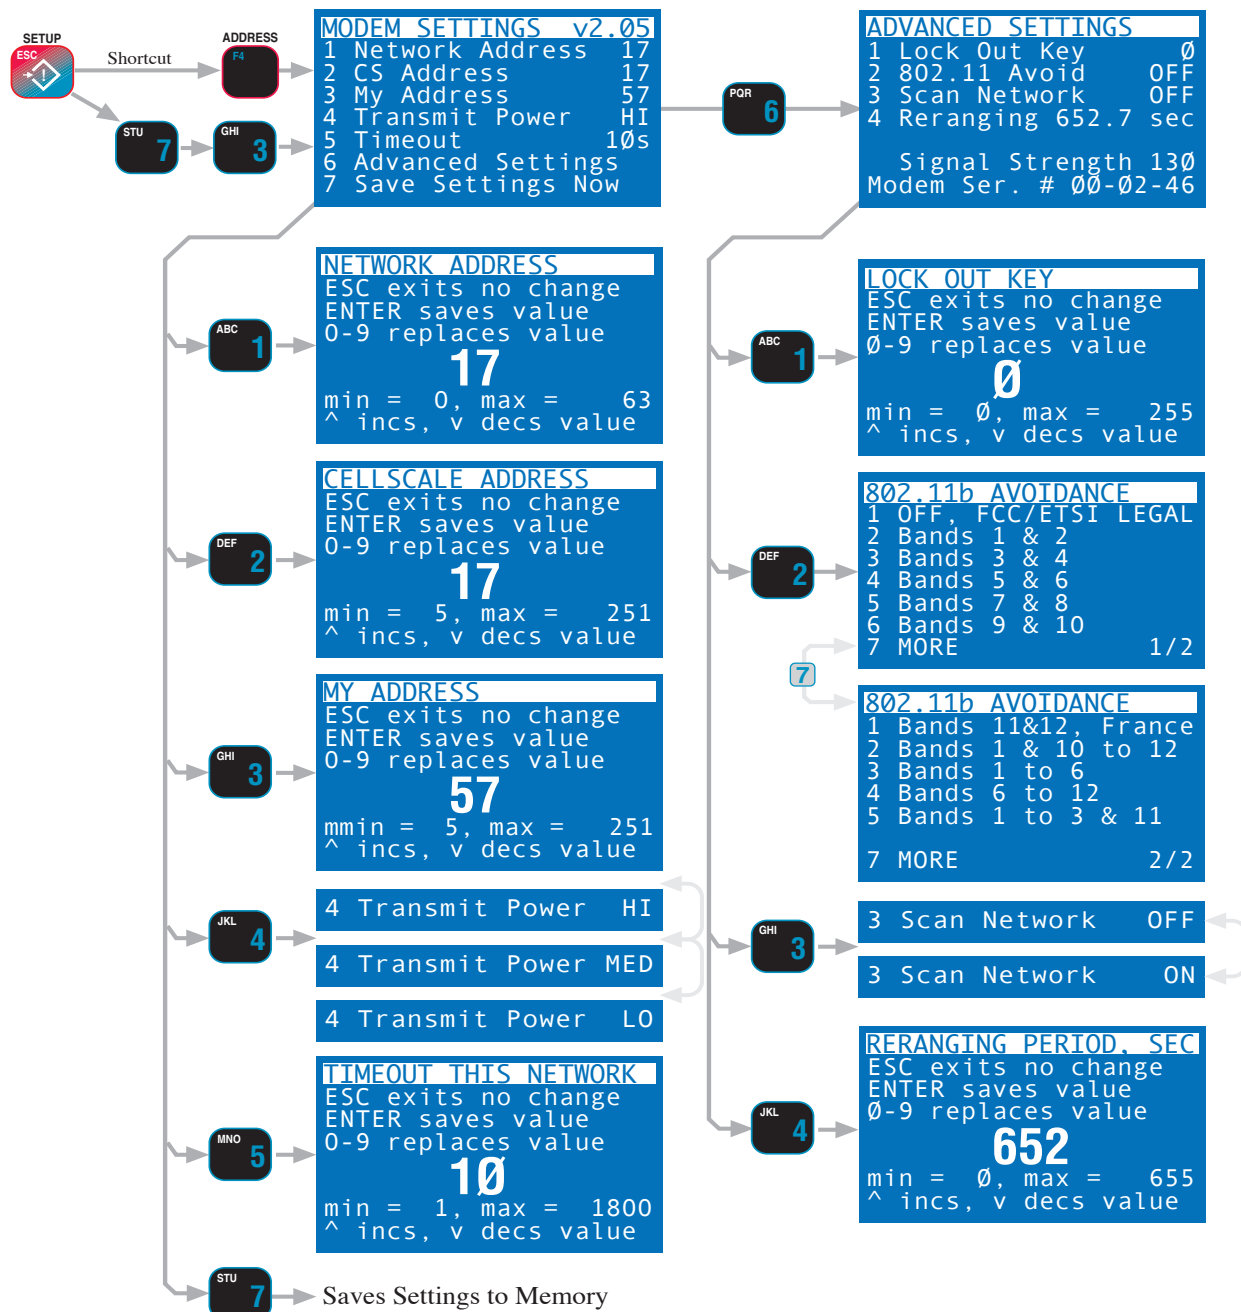 SETUP
ESC
Shortcut
ADDRESS
F4
STU 7
GHI 3
MODEM SETTINGS v2.05
1 Network Address 17
2 CS Address 17
3 My Address 57
4 Transmit Power HI
5 Timeout 1Øs
6 Advanced Settings
7 Save Settings Now
PQR 6
ADVANCED SETTINGS
1 Lock Out Key Ø
2 802.11 Avoid OFF
3 Scan Network OFF
4 Reranging 652.7 sec
Signal Strength 13Ø
Modem Ser. # ØØ-Ø2-46
ABC 1
NETWORK ADDRESS
ESC exits no change
ENTER saves value
0-9 replaces value
17
min = 0, max = 63
^ incs, v decs value
DEF 2
CELLSCALE ADDRESS
ESC exits no change
ENTER saves value
0-9 replaces value
17
min = 5, max = 251
^ incs, v decs value
GHI 3
MY ADDRESS
ESC exits no change
ENTER saves value
0-9 replaces value
57
mmin = 5, max = 251
^ incs, v decs value
JKL 4
4 Transmit Power HI
4 Transmit Power MED
4 Transmit Power LO
MNO 5
TIMEOUT THIS NETWORK
ESC exits no change
ENTER saves value
0-9 replaces value
1Ø
min = 1, max = 1800
^ incs, v decs value
STU 7
Saves Settings to Memory
ABC 1
LOCK OUT KEY
ESC exits no change
ENTER saves value
Ø-9 replaces value
Ø
min = Ø, max = 255
^ incs, v decs value
DEF 2
802.11b AVOIDANCE
1 OFF, FCC/ETSI LEGAL
2 Bands 1 & 2
3 Bands 3 & 4
4 Bands 5 & 6
5 Bands 7 & 8
6 Bands 9 & 10
7 MORE 1/2
7
802.11b AVOIDANCE
1 Bands 11&12, France
2 Bands 1 & 10 to 12
3 Bands 1 to 6
4 Bands 6 to 12
5 Bands 1 to 3 & 11
7 MORE 2/2
GHI 3
3 Scan Network OFF
3 Scan Network ON
JKL 4
RERANGING PERIOD, SEC
ESC exits no change
ENTER saves value
Ø-9 replaces value
652
min = Ø, max = 655
^ incs, v decs value